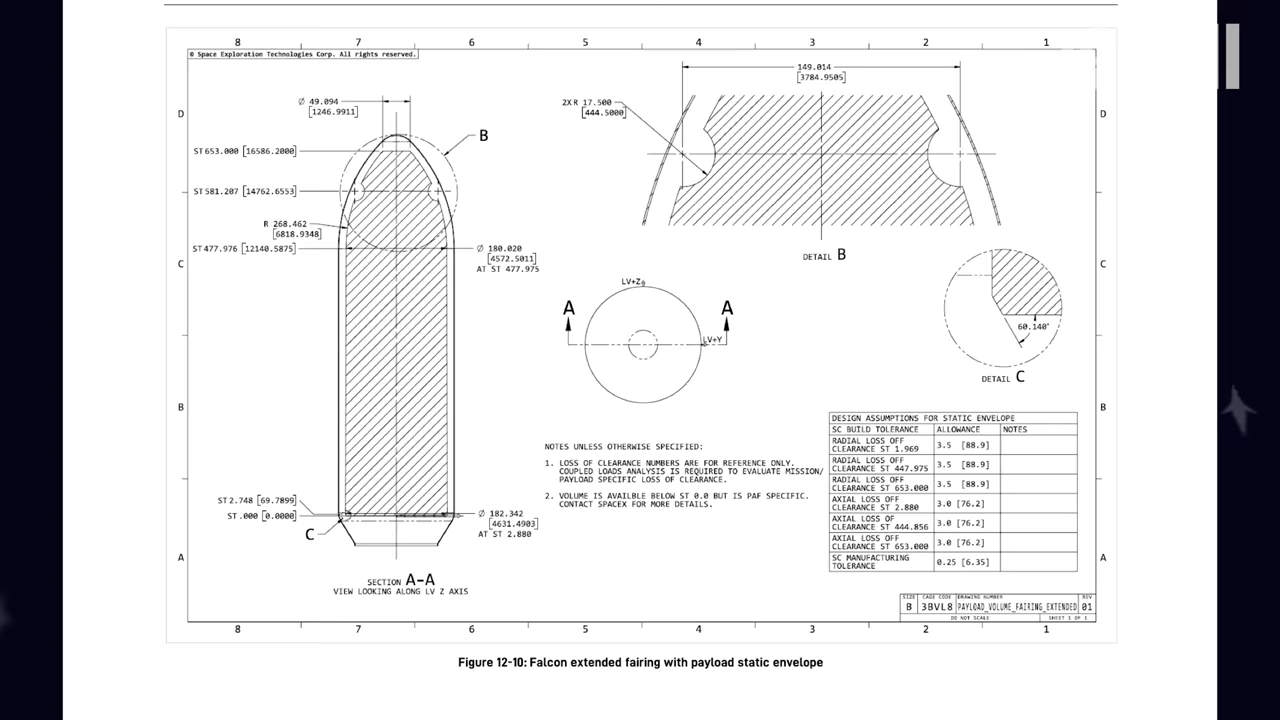 8 7 6 5 4 3 2 1
© Space Exploration Technologies Corp. All rights reserved.
D
C
B
A
∅ 49.094
[1246.9911]
B
ST 653.000 [16586.2000]
ST 581.207 [14762.6553]
R 268.462
[6818.9348]
ST 477.976 [12140.5875]
∅ 180.020
[4572.5011]
AT ST 477.975
ST 2.748 [69.7899]
ST .000 [0.0000]
C
∅ 182.342
[4631.4903]
AT ST 2.880
SECTION A-A
VIEW LOOKING ALONG LV Z AXIS
149.014
[3784.9505]
2X R 17.500
[444.5000]
DETAIL B
LV+Z
A A
LV+Y
60.140°
DETAIL C
NOTES UNLESS OTHERWISE SPECIFIED:
1. LOSS OF CLEARANCE NUMBERS ARE FOR REFERENCE ONLY.
COUPLED LOADS ANALYSIS IS REQUIRED TO EVALUATE MISSION/
PAYLOAD SPECIFIC LOSS OF CLEARANCE.
2. VOLUME IS AVAILBLE BELOW ST 0.0 BUT IS PAF SPECIFIC.
CONTACT SPACEX FOR MORE DETAILS.
DESIGN ASSUMPTIONS FOR STATIC ENVELOPE
SC BUILD TOLERANCE ALLOWANCE NOTES
RADIAL LOSS OFF
CLEARANCE ST 1.969 3.5 [88.9]
RADIAL LOSS OFF
CLEARANCE ST 447.975 3.5 [88.9]
RADIAL LOSS OFF
CLEARANCE ST 653.000 3.5 [88.9]
AXIAL LOSS OFF
CLEARANCE ST 2.880 3.0 [76.2]
AXIAL LOSS OF
CLEARANCE ST 444.856 3.0 [76.2]
AXIAL LOSS OFF
CLEARANCE ST 653.000 3.0 [76.2]
SC MANUFACTURING
TOLERANCE 0.25 [6.35]
D
C
B
A
SIZE CAGE CODE DRAWING NUMBER REV
B 3BVL8 PAYLOAD_VOLUME_FAIRING_EXTENDED 01
DO NOT SCALE SHEET 1 OF 1
8 7 6 5 4 3 2 1
Figure 12-10: Falcon extended fairing with payload static envelope